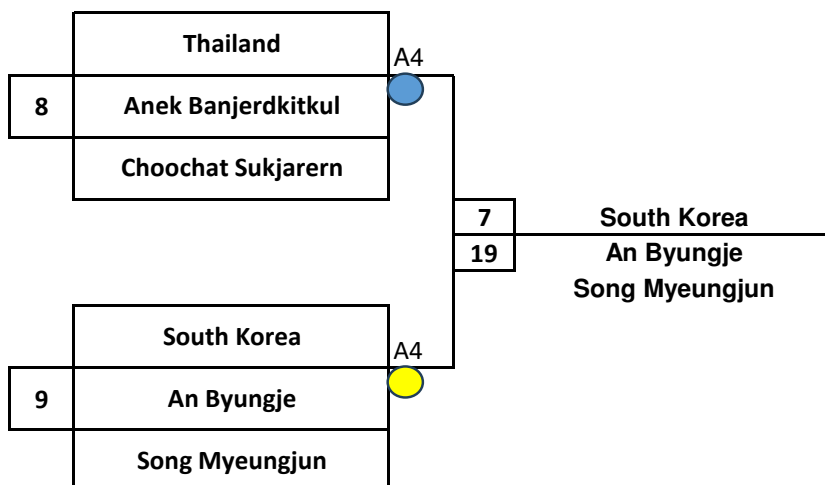 Thailand
A4
8
Anek Banjerdkitkul
Choochat Sukjarern
7
South Korea
19
An Byungje
Song Myeungjun
South Korea
A4
9
An Byungje
Song Myeungjun